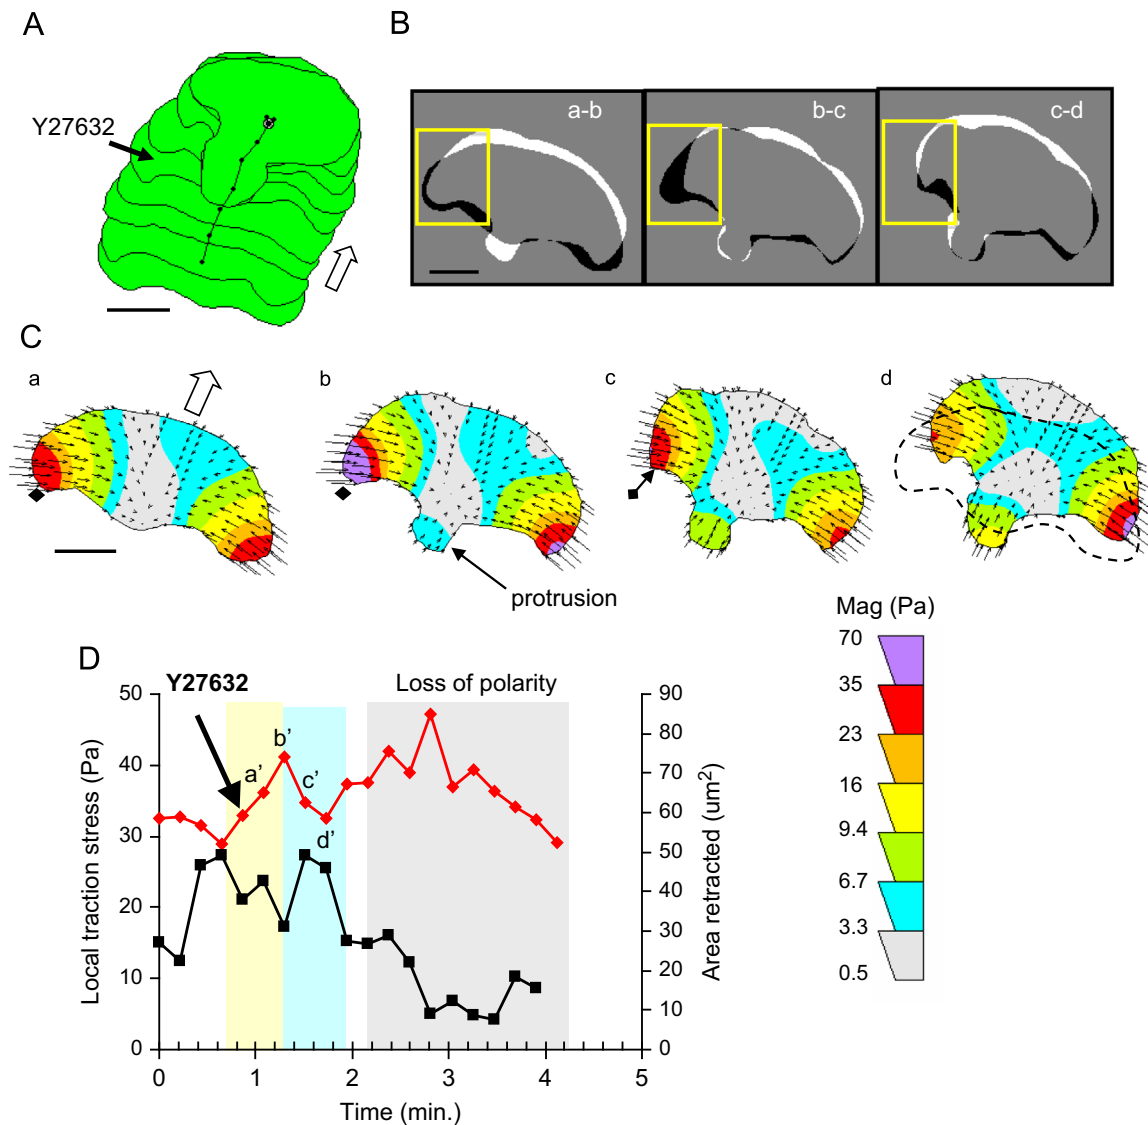 A
Y27632
B
a-b
b-c
c-d
C
a
b
c
d
protrusion
Mag (Pa)
70
35
23
16
9.4
6.7
3.3
0.5
D
Y27632
Loss of polarity
a'
b'
c'
d'
Local traction stress (Pa)
50
40
30
20
10
0
Area retracted (um²)
90
80
70
60
50
40
30
20
10
0
0 1 2 3 4 5
Time (min.)